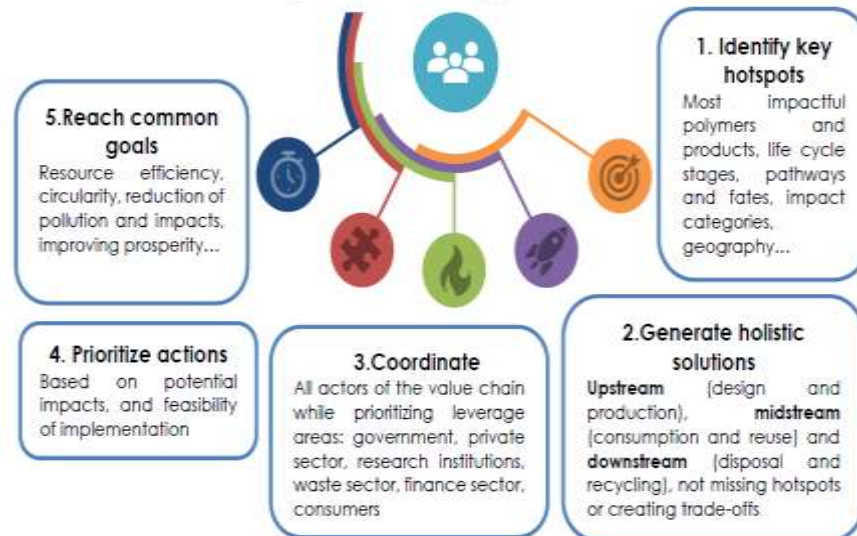 1. Identify key
hotspots
Most impactful
polymers and
products, life cycle
stages, pathways
and fates, impact
categories,
geography...
2.Generate holistic
solutions
Upstream (design and
production), midstream
(consumption and reuse) and
downstream (disposal and
recycling), not missing hotspots
or creating trade-offs
3.Coordinate
All actors of the value chain
while prioritizing leverage
areas: government, private
sector, research institutions,
waste sector, finance sector,
consumers
4. Prioritize actions
Based on potential
impacts, and feasibility
of implementation
5.Reach common
goals
Resource efficiency,
circularity, reduction of
pollution and impacts,
improving prosperity...